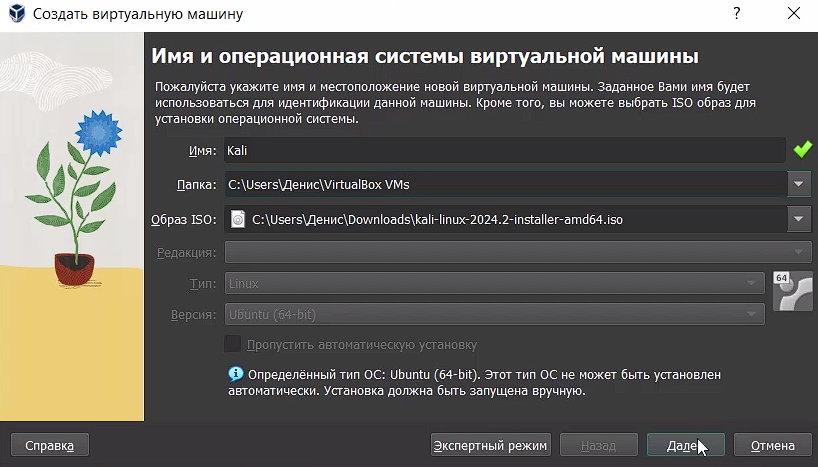 Создать виртуальную машину
?
Имя и операционная системы виртуальной машины
Пожалуйста укажите имя и местоположение новой виртуальной машины. Заданное Вами имя будет
использоваться для идентификации данной машины. Кроме того, вы можете выбрать ISO образ для
установки операционной системы.
Имя: Kali
Папка: C:\Users\Денис\VirtualBox VMs
Образ ISO: C:\Users\Денис\Downloads\kali-linux-2024.2-installer-amd64.iso
Редакция:
Тип: Linux
64
Версия: Ubuntu (64-bit)
Пропустить автоматическую установку
Определённый тип ОС: Ubuntu (64-bit). Этот тип ОС не может быть установлен
автоматически. Установка должна быть запущена вручную.
Справка Экспертный режим Назад Далее Отмена